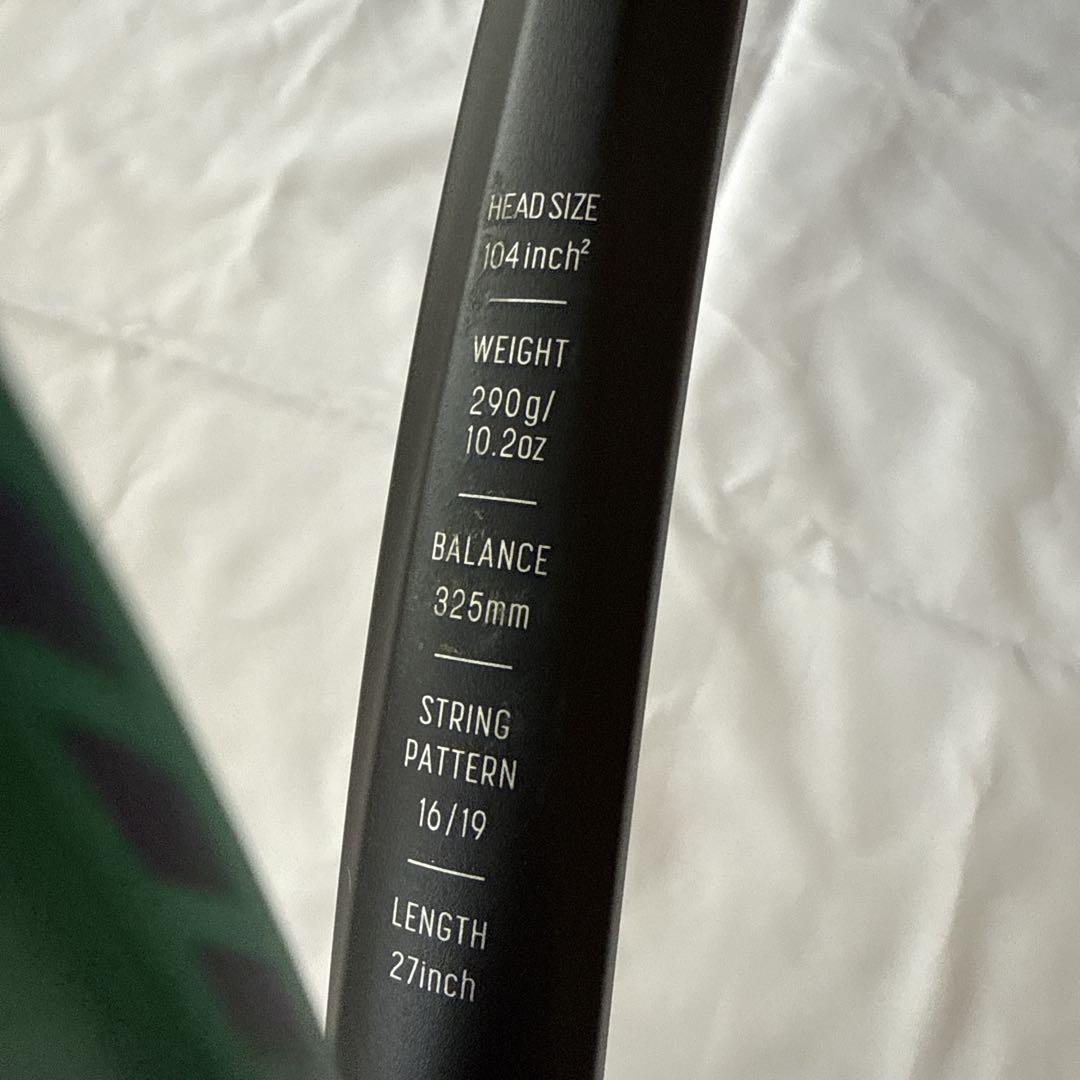 HEAD SIZE
104inch²
WEIGHT
290g/
10.2oz
BALANCE
325mm
STRING
PATTERN
16/19
LENGTH
27inch